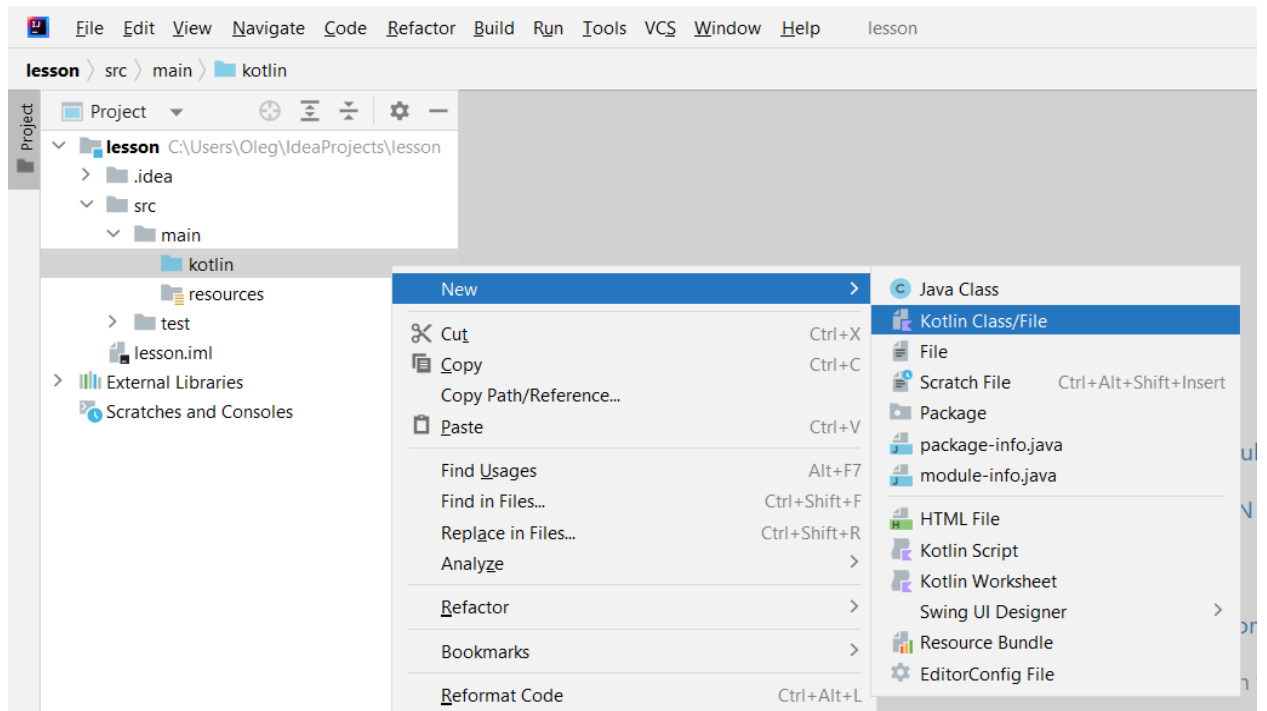 File Edit View Navigate Code Refactor Build Run Tools VCS Window Help lesson
lesson src main kotlin
Project
Project
lesson C:\Users\Oleg\IdeaProjects\lesson
.idea
src
main
kotlin
resources
test
lesson.iml
External Libraries
Scratches and Consoles
New
Cut Ctrl+X
Copy Ctrl+C
Copy Path/Reference...
Paste Ctrl+V
Find Usages Alt+F7
Find in Files... Ctrl+Shift+F
Replace in Files... Ctrl+Shift+R
Analyze
Refactor
Bookmarks
Reformat Code Ctrl+Alt+L
Java Class
Kotlin Class/File
File
Scratch File Ctrl+Alt+Shift+Insert
Package
package-info.java
module-info.java
HTML File
Kotlin Script
Kotlin Worksheet
Swing UI Designer
Resource Bundle
EditorConfig File